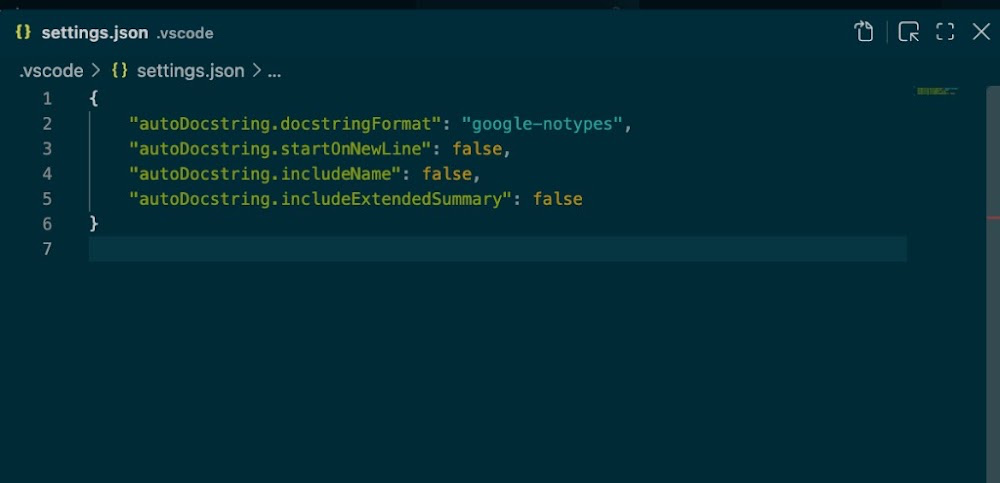 {} settings.json .vscode
.vscode > {} settings.json > ...
1 {
2     "autoDocstring.docstringFormat": "google-notypes",
3     "autoDocstring.startOnNewLine": false,
4     "autoDocstring.includeName": false,
5     "autoDocstring.includeExtendedSummary": false
6 }
7